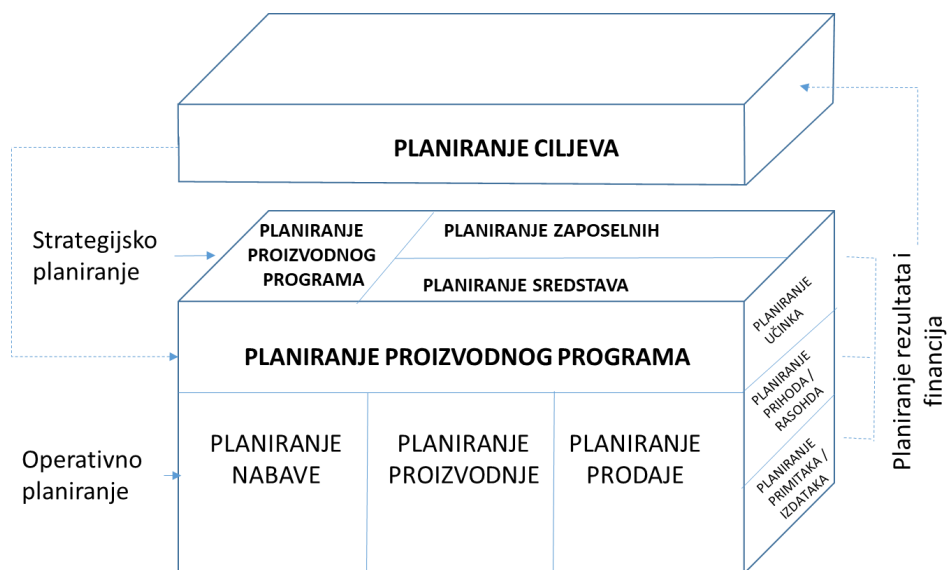 PLANIRANJE CILJEVA
Strategijsko
planiranje
PLANIRANJE
PROIZVODNOG
PROGRAMA
PLANIRANJE ZAPOSELNIH
PLANIRANJE SREDSTAVA
PLANIRANJE PROIZVODNOG PROGRAMA
Operativno
planiranje
PLANIRANJE
NABAVE
PLANIRANJE
PROIZVODNJE
PLANIRANJE
PRODAJE
PLANIRANJE
UČINKA
PLANIRANJE
PRIHODA /
RASOHDA
PLANIRANJE
PRIMITAKA /
IZDATAKA
Planiranje rezultata i
financija